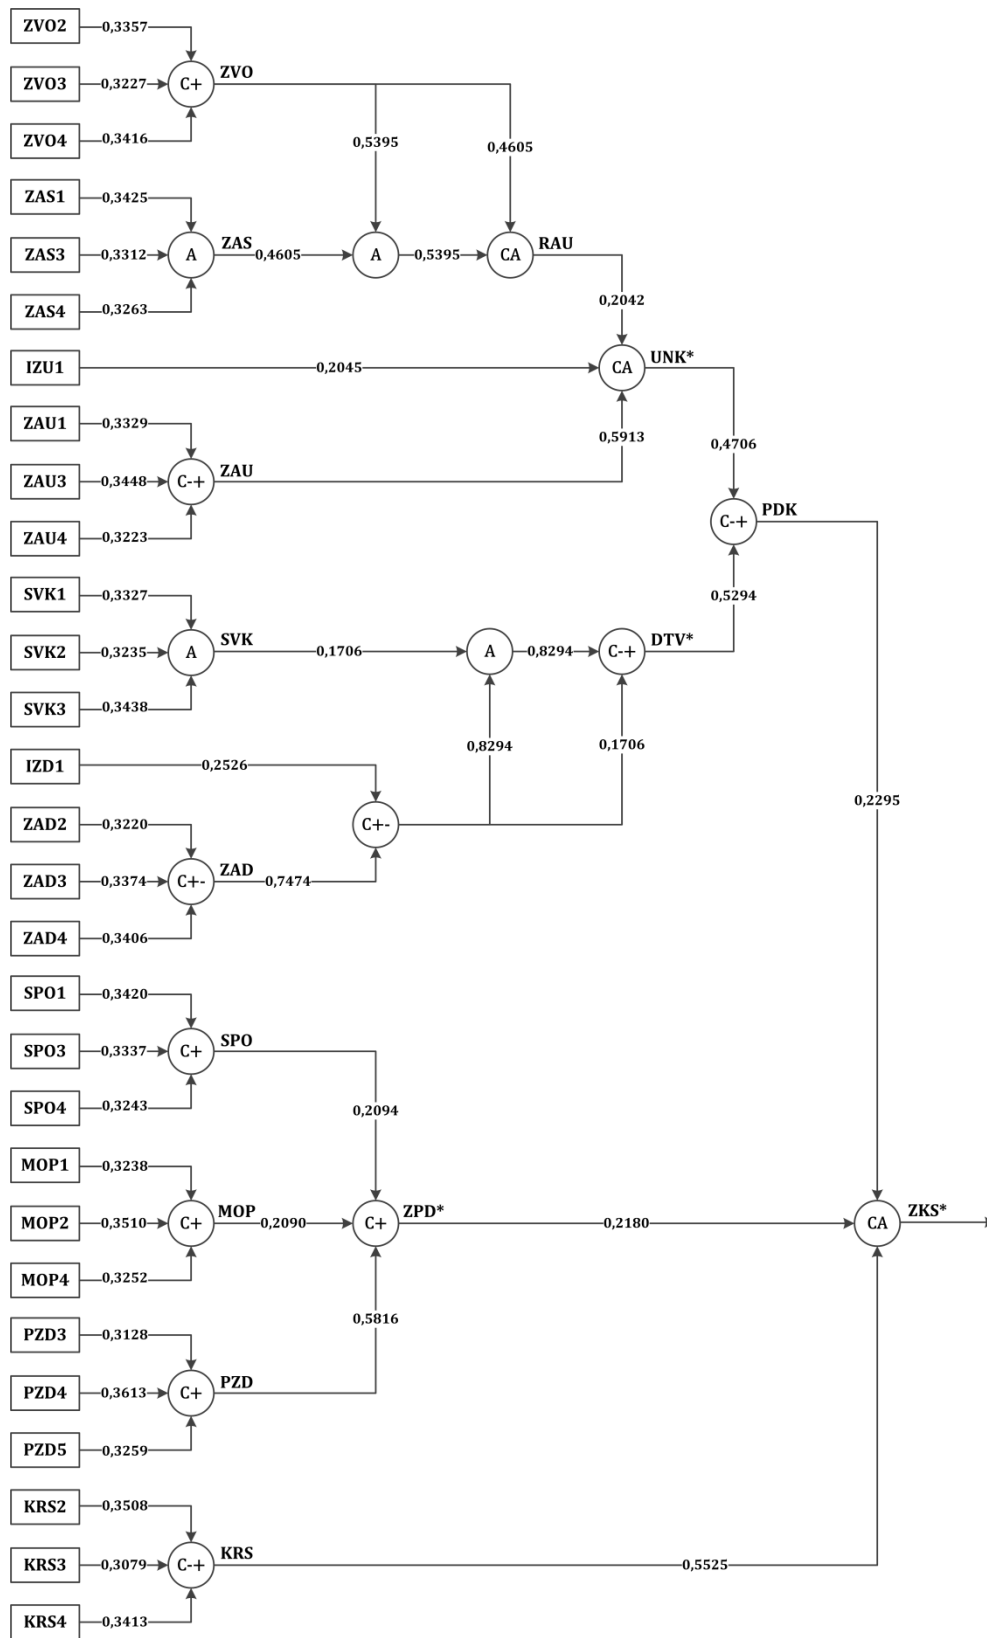 ZVO2 0,3357
ZVO3 0,3227 C+ ZVO
ZVO4 0,3416 0,5395 0,4605
ZAS1 0,3425
ZAS3 0,3312 A ZAS 0,4605 A 0,5395 CA RAU
ZAS4 0,3263 0,2042
IZU1 0,2045 CA UNK*
ZAU1 0,3329 0,5913 0,4706
ZAU3 0,3448 C-+ ZAU
ZAU4 0,3223 C-+ PDK
SVK1 0,3327 0,5294
SVK2 0,3235 A SVK 0,1706 A 0,8294 C-+ DTV*
SVK3 0,3438 0,8294 0,1706
IZD1 0,2526
ZAD2 0,3220 C+- 0,2295
ZAD3 0,3374 C+- ZAD 0,7474
ZAD4 0,3406
SPO1 0,3420
SPO3 0,3337 C+ SPO
SPO4 0,3243 0,2094
MOP1 0,3238
MOP2 0,3510 C+ MOP 0,2090 C+ ZPD* 0,2180 CA ZKS*
MOP4 0,3252
PZD3 0,3128 0,5816
PZD4 0,3613 C+ PZD
PZD5 0,3259
KRS2 0,3508
KRS3 0,3079 C-+ KRS 0,5525
KRS4 0,3413